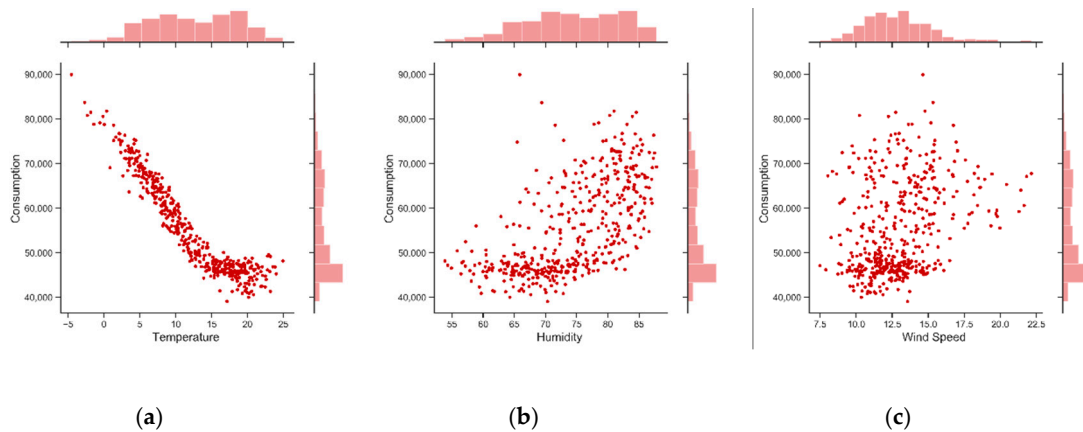 90,000
80,000
70,000
60,000
50,000
40,000
Consumption
−5 0 5 10 15 20 25
Temperature
90,000
80,000
70,000
60,000
50,000
40,000
Consumption
55 60 65 70 75 80 85
Humidity
90,000
80,000
70,000
60,000
50,000
40,000
Consumption
7.5 10.0 12.5 15.0 17.5 20.0 22.5
Wind Speed
(a) (b) (c)